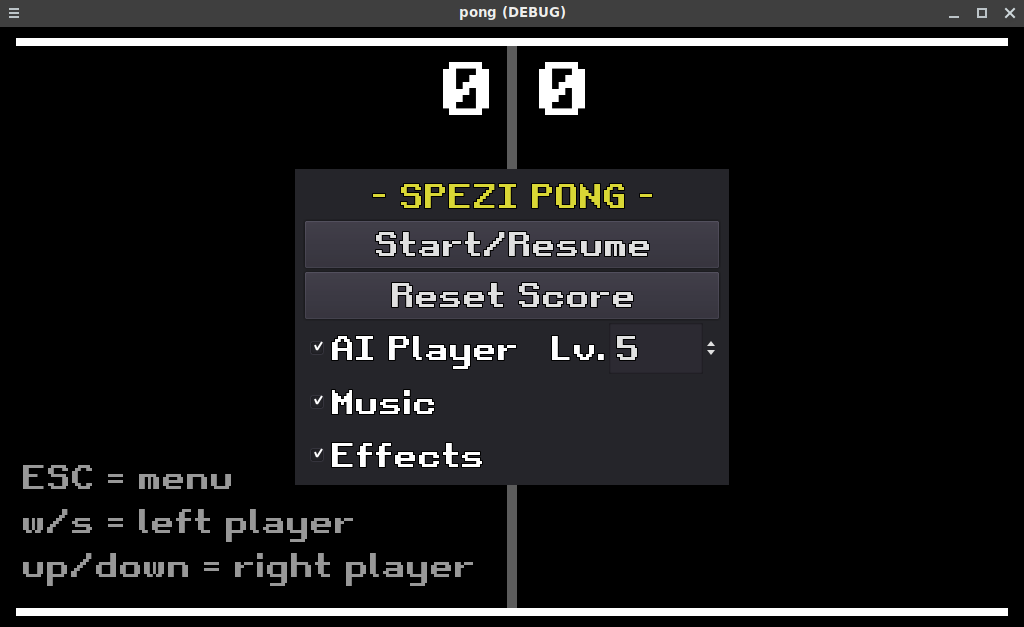 pong (DEBUG)
0 0
- SPEZI PONG -
Start/Resume
Reset Score
AI Player Lv. 5
Music
Effects
ESC = menu
w/s = left player
up/down = right player